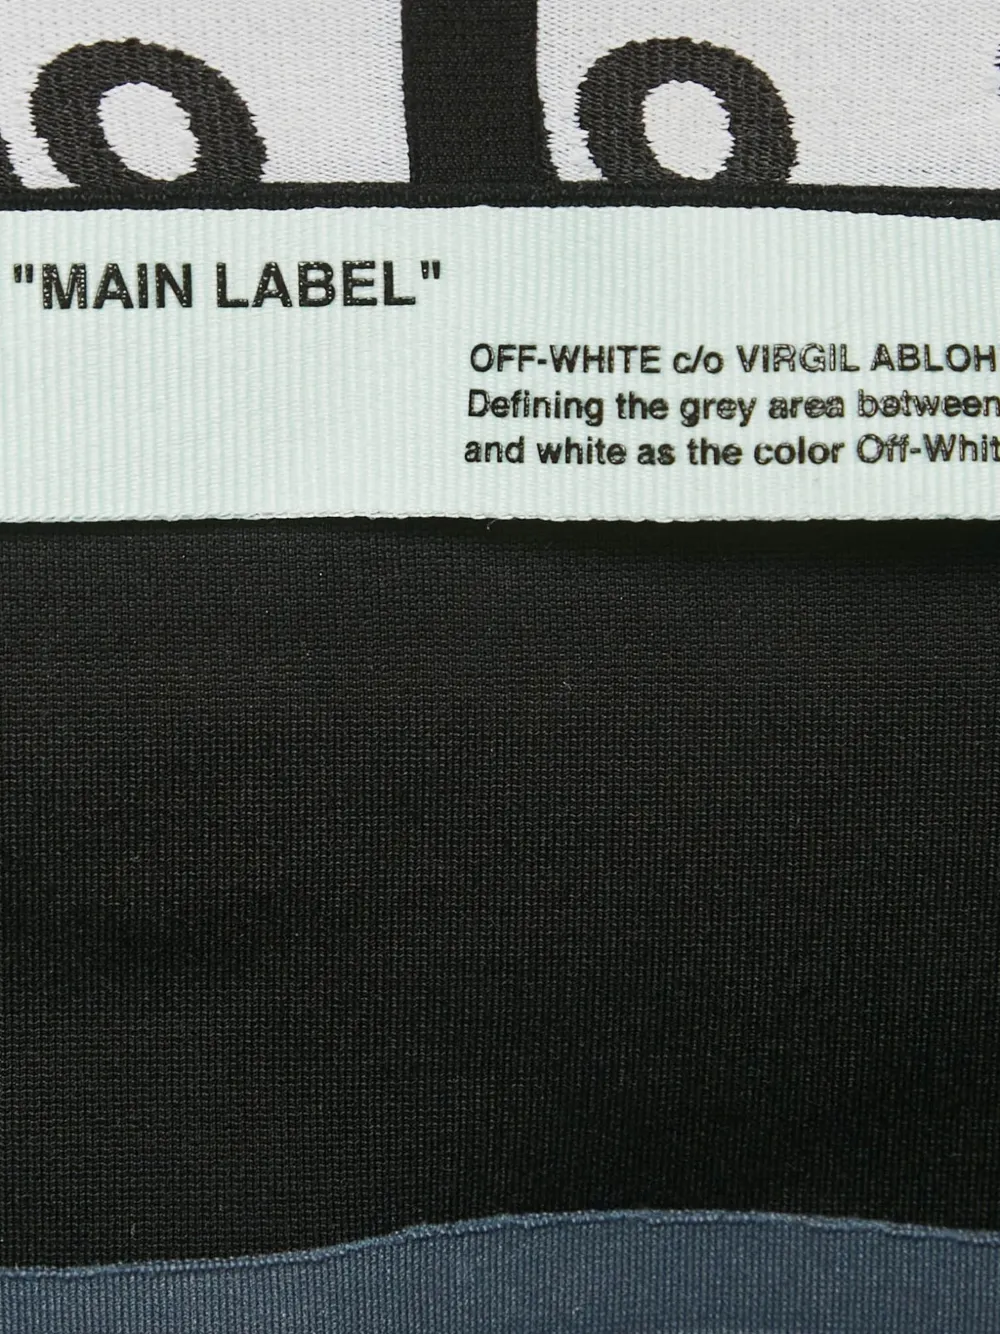 "MAIN LABEL"
OFF-WHITE c/o VIRGIL ABLOH
Defining the grey area between
and white as the color Off-Whit